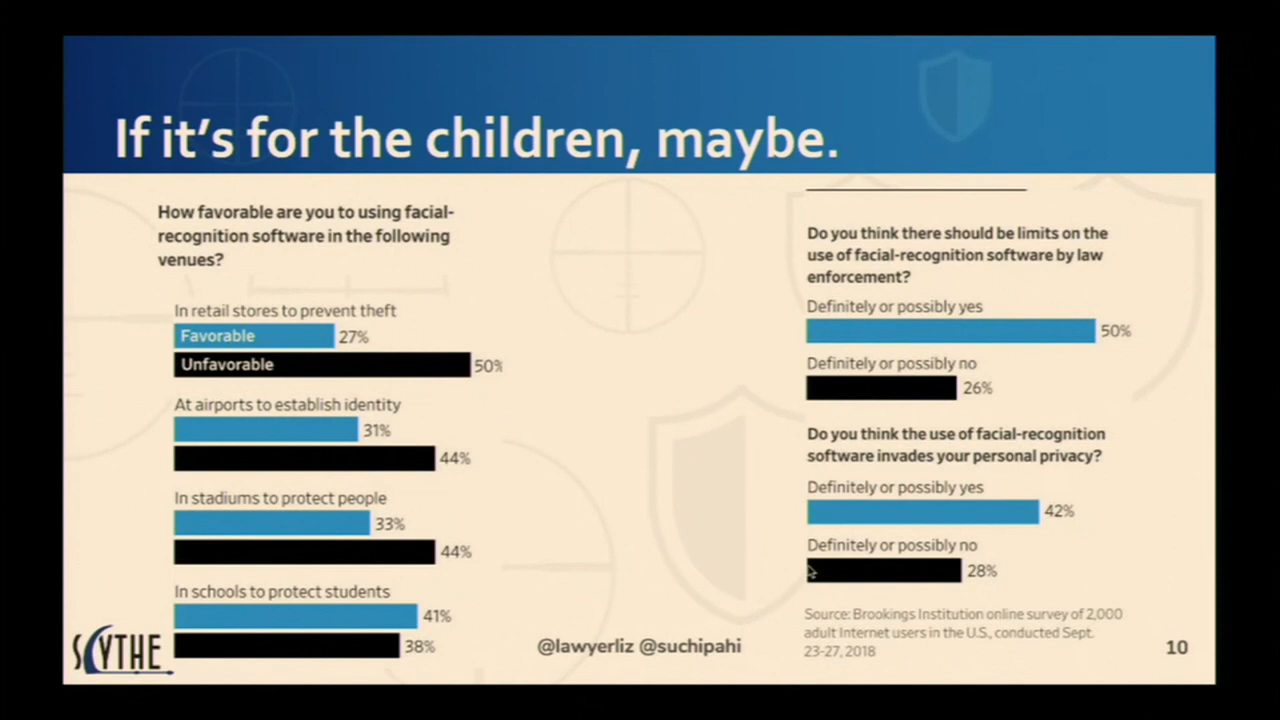 If it's for the children, maybe.
How favorable are you to using facial-
recognition software in the following
venues?
In retail stores to prevent theft
Favorable 27%
Unfavorable 50%
At airports to establish identity
31%
44%
In stadiums to protect people
33%
44%
In schools to protect students
41%
38%
Do you think there should be limits on the
use of facial-recognition software by law
enforcement?
Definitely or possibly yes
50%
Definitely or possibly no
26%
Do you think the use of facial-recognition
software invades your personal privacy?
Definitely or possibly yes
42%
Definitely or possibly no
28%
Source: Brookings Institution online survey of 2,000
adult Internet users in the U.S., conducted Sept.
23-27, 2018
SCYTHE
@lawyerliz @suchipahi
10